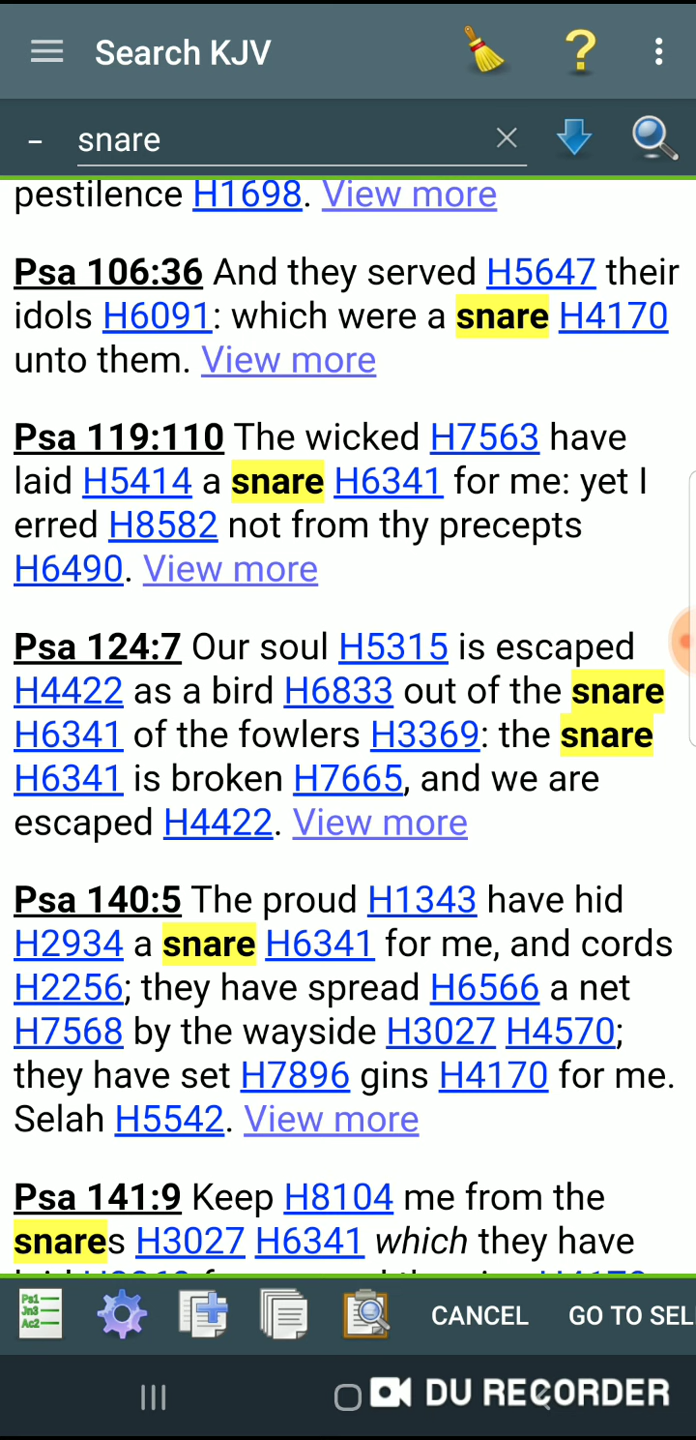 Search KJV
?
- snare
pestilence H1698. View more
Psa 106:36 And they served H5647 their
idols H6091: which were a snare H4170
unto them. View more
Psa 119:110 The wicked H7563 have
laid H5414 a snare H6341 for me: yet I
erred H8582 not from thy precepts
H6490. View more
Psa 124:7 Our soul H5315 is escaped
H4422 as a bird H6833 out of the snare
H6341 of the fowlers H3369: the snare
H6341 is broken H7665, and we are
escaped H4422. View more
Psa 140:5 The proud H1343 have hid
H2934 a snare H6341 for me, and cords
H2256; they have spread H6566 a net
H7568 by the wayside H3027 H4570;
they have set H7896 gins H4170 for me.
Selah H5542. View more
Psa 141:9 Keep H8104 me from the
snares H3027 H6341 which they have
Ps1
Jn3
Ac2
CANCEL GO TO SEL
DU RECORDER